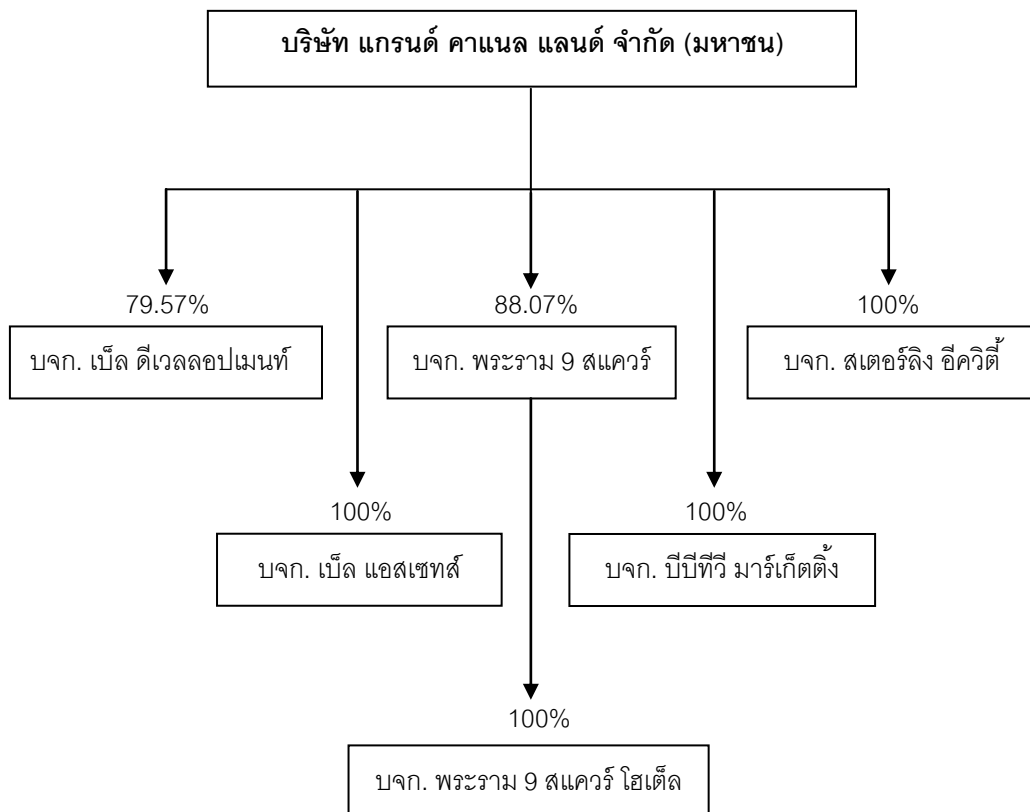 บริษัท แกรนด์ คาแนล แลนด์ จำกัด (มหาชน)
79.57%
88.07%
100%
บจก. เบ็ล ดีเวลลอปเมนท์
บจก. พระราม 9 สแควร์
บจก. สเตอร์ลิง อีควิตี้
100%
100%
บจก. เบ็ล แอสเซทส์
บจก. บีบีทีวี มาร์เก็ตติ้ง
100%
บจก. พระราม 9 สแควร์ โฮเต็ล